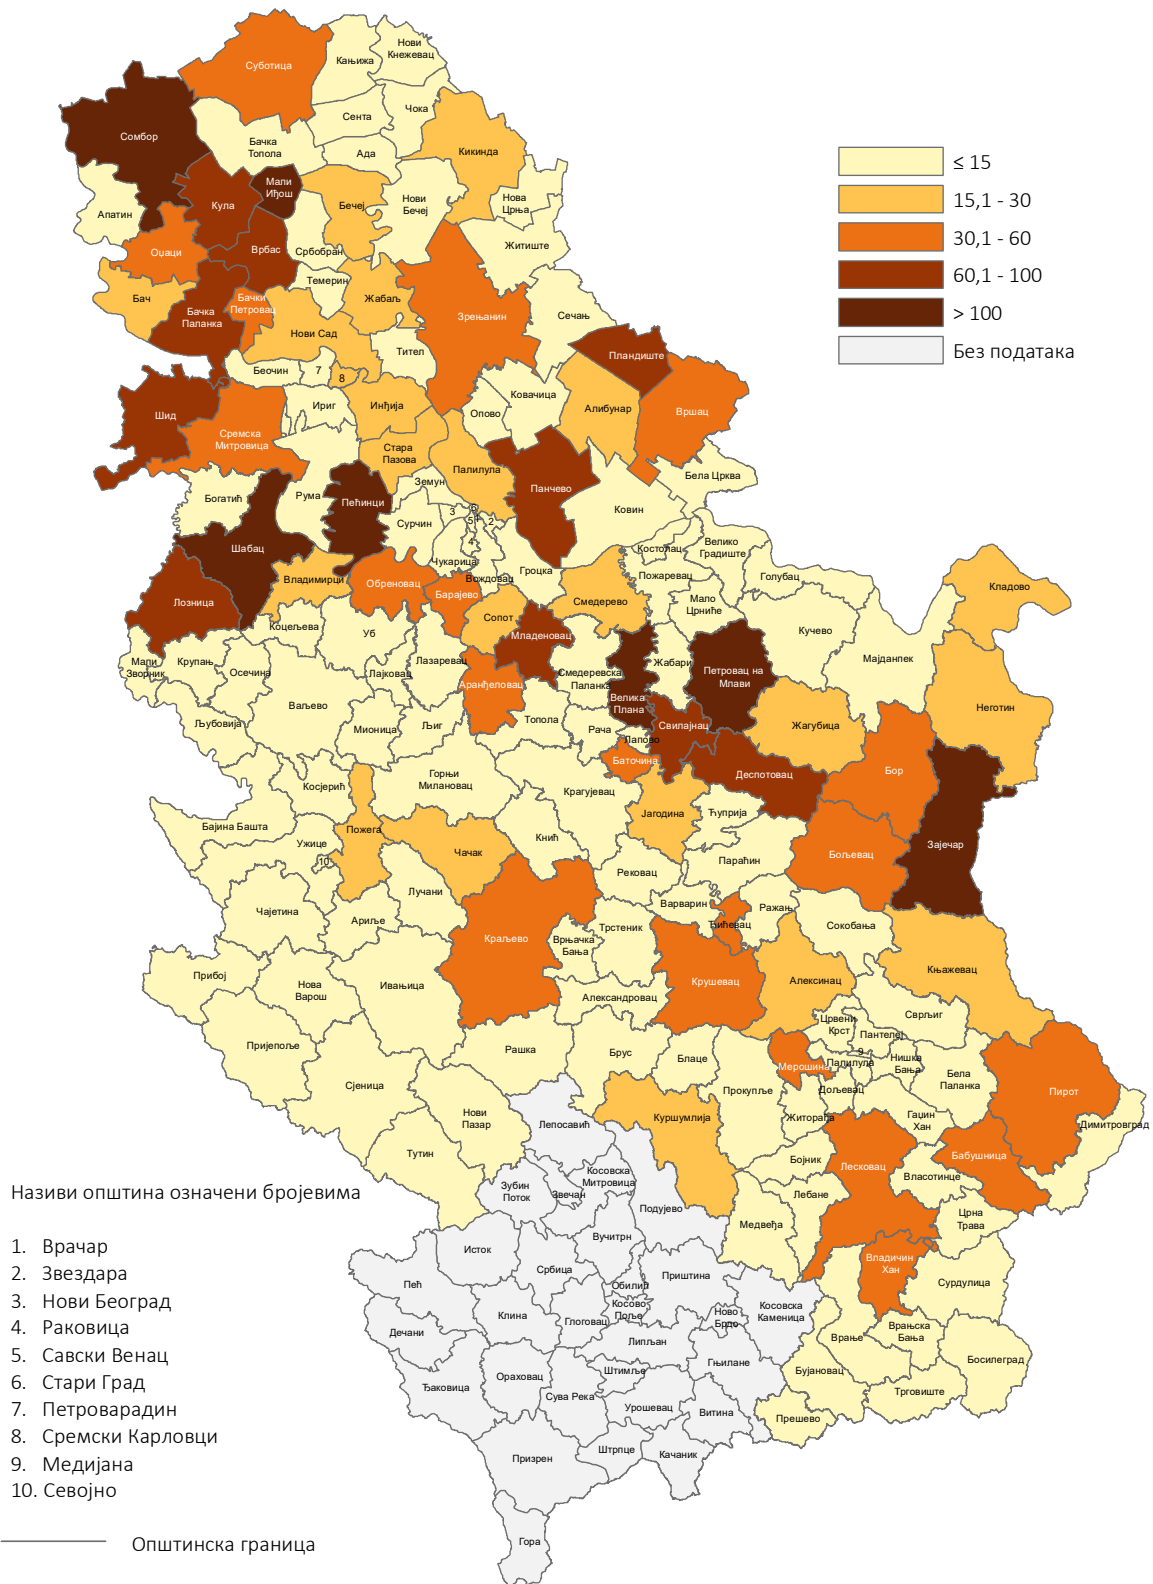 Нови
Кнежевац
Кањижа
Суботица
Чока
Сента
Сомбор
Бачка
Топола
Ада
Кикинда
Мали
Иђош
Кула
Бечеј
Нови
Бечеј
Нова
Црња
Апатин
Врбас
Србобран
Житиште
Оџаци
Темерин
Бач
Бачки
Петровац
Жабаљ
Бачка
Паланка
Нови Сад
Зрењанин
Сечањ
Тител
Пландиште
Беочин
7
8
Ковачица
Ириг
Инђија
Опово
Алибунар
Вршац
Шид
Сремска
Митровица
Стара
Пазова
Палилула
Бела Црква
Земун
Панчево
Богатић
Рума
Пећинци
Сурчин
3
6
5
1
2
4
Ковин
Шабац
Чукарица
Костолац
Велико
Градиште
Вождовац
Гроцка
Пожаревац
Голубац
Владимирци
Обреновац
Барајево
Смедерево
Мало
Црниће
Кладово
Лозница
Коцељева
Уб
Сопот
Младеновац
Кучево
Мали
Зворник
Крупањ
Осечина
Лајковац
Лазаревац
Смедеревска
Паланка
Жабари
Петровац на
Млави
Мајданпек
Аранђеловац
Велика
Плана
Ваљево
Љубовија
Мионица
Љиг
Топола
Рача
Лапово
Свилајнац
Жагубица
Неготин
Баточина
Деспотовац
Бор
Косјерић
Горњи
Милановац
Крагујевац
Јагодина
Ћуприја
Бајина Башта
Ужице
Пожега
10
Чачак
Кнић
Параћин
Бољевац
Зајечар
Рековац
Лучани
Варварин
Ражањ
Чајетина
Ариље
Краљево
Врњачка
Бања
Трстеник
Ћићевац
Сокобања
Прибој
Нова
Варош
Ивањица
Крушевац
Алексинац
Књажевац
Александровац
Пријепоље
Рашка
Брус
Блаце
Црвени
Крст
Пантелеј
Сврљиг
9
Мерошина
Палилула
Нишка
Бања
Бела
Паланка
Сјеница
Прокупље
Дољевац
Пирот
Нови
Пазар
Лепосавић
Куршумлија
Житорађа
Гаџин
Хан
Димитровград
Тутин
Бојник
Лесковац
Бабушница
Зубин
Поток
Звечан
Косовска
Митровица
Лебане
Власотинце
Подујево
Медвеђа
Црна
Трава
Исток
Вучитрн
Србица
Пећ
Обилић
Приштина
Владичин
Хан
Сурдулица
Клина
Глоговац
Косово
Поље
Ново
Брдо
Косовска
Каменица
Дечани
Липљан
Врање
Врањска
Бања
Ђаковица
Ораховац
Штимље
Гњилане
Бујановац
Босилеград
Сува Река
Урошевац
Витина
Трговиште
Прешево
Призрен
Штрпце
Качаник
Гора
≤ 15
15,1 - 30
30,1 - 60
60,1 - 100
> 100
Без података
Називи општина означени бројевима
1. Врачар
2. Звездара
3. Нови Београд
4. Раковица
5. Савски Венац
6. Стари Град
7. Петроварадин
8. Сремски Карловци
9. Медијана
10. Севојно
Општинска граница